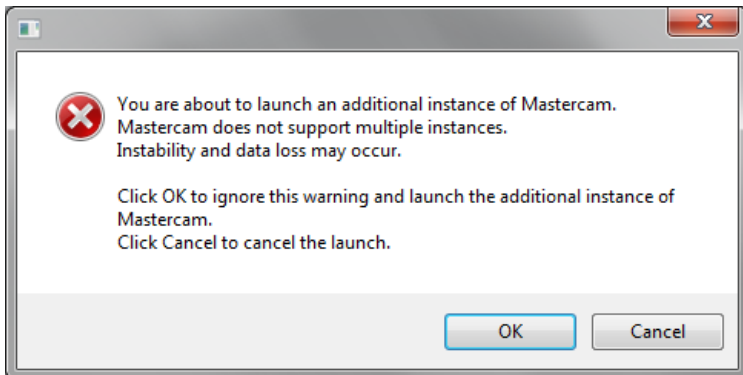 You are about to launch an additional instance of Mastercam.
Mastercam does not support multiple instances.
Instability and data loss may occur.
Click OK to ignore this warning and launch the additional instance of
Mastercam.
Click Cancel to cancel the launch.
OK
Cancel